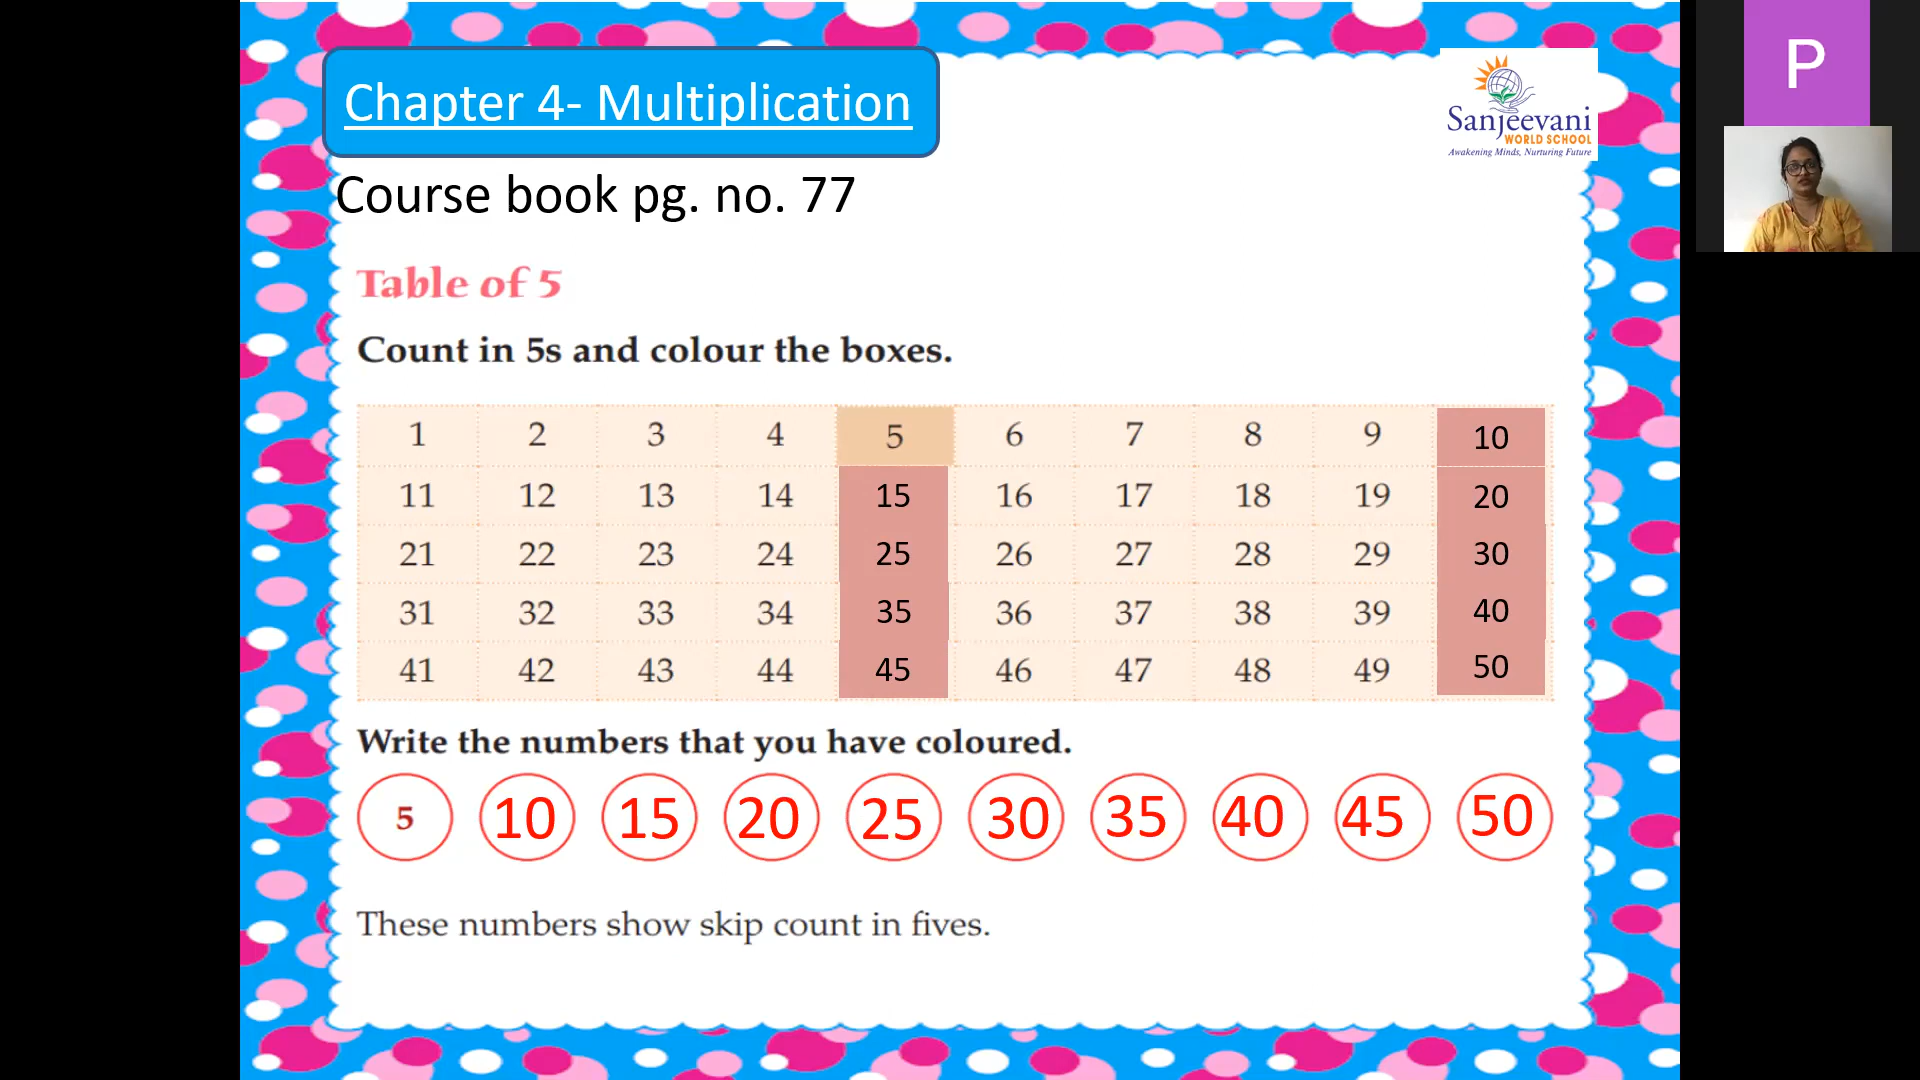 Chapter 4- Multiplication
P
Sanjeevani
WORLD SCHOOL
Awakening Minds, Nurturing Future
Course book pg. no. 77
Table of 5
Count in 5s and colour the boxes.
1 2 3 4 5 6 7 8 9 10
11 12 13 14 15 16 17 18 19 20
21 22 23 24 25 26 27 28 29 30
31 32 33 34 35 36 37 38 39 40
41 42 43 44 45 46 47 48 49 50
Write the numbers that you have coloured.
5 10 15 20 25 30 35 40 45 50
These numbers show skip count in fives.